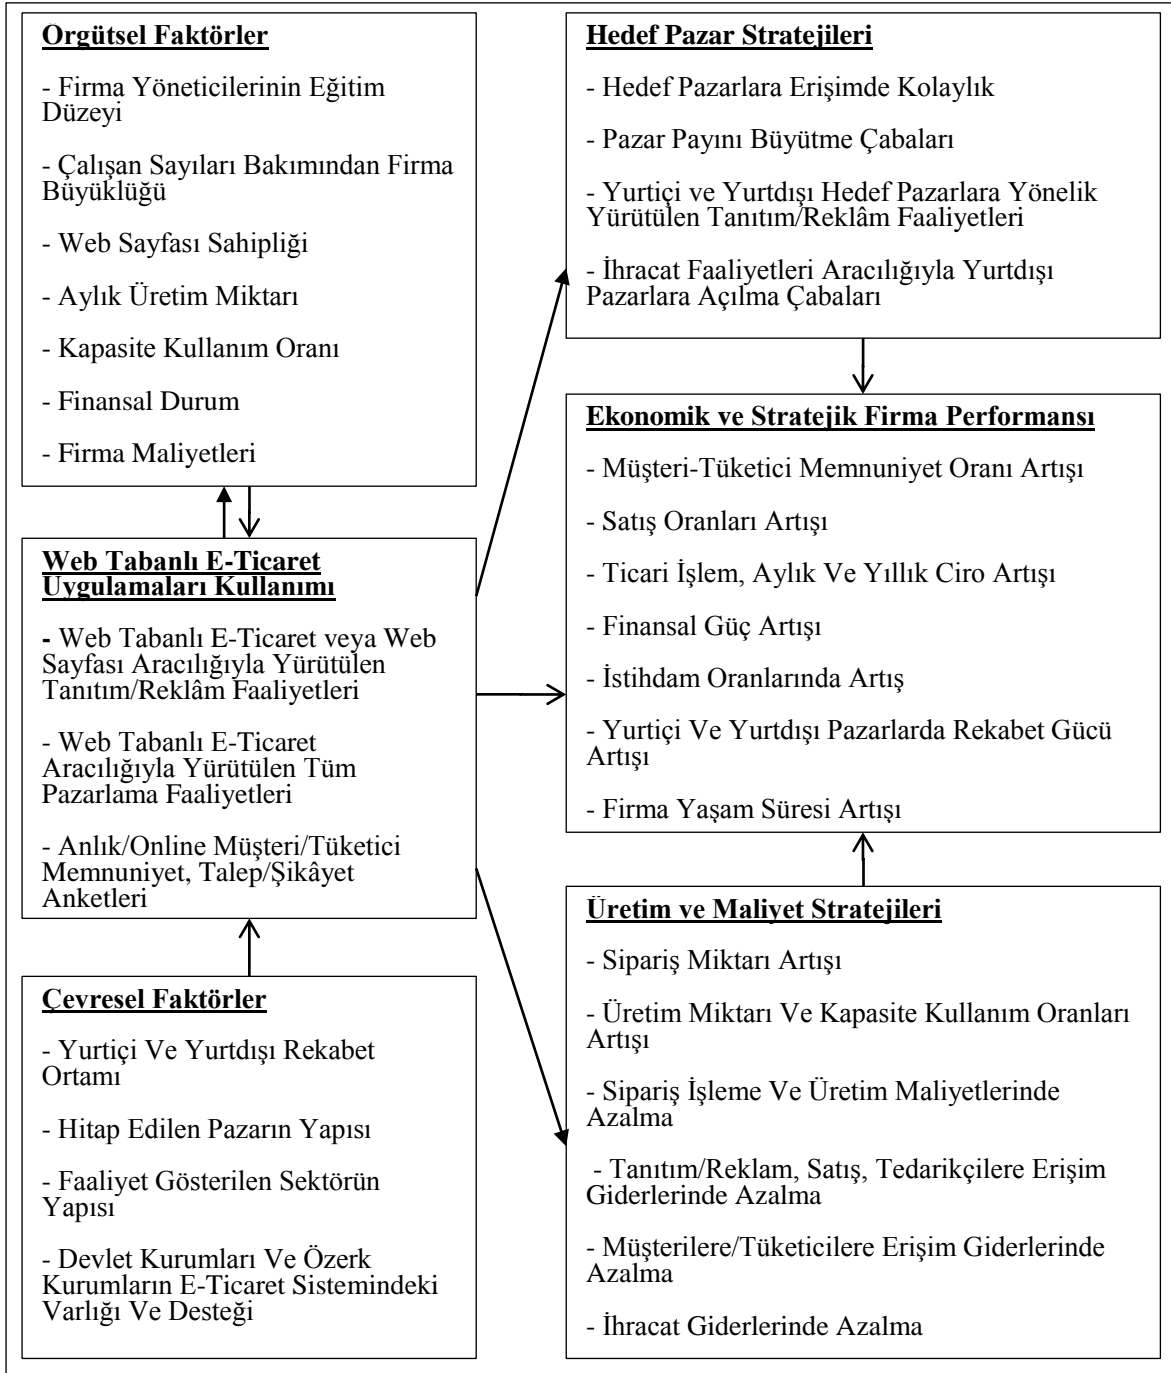 Örgütsel Faktörler
- Firma Yöneticilerinin Eğitim
Düzeyi
- Çalışan Sayıları Bakımından Firma
Büyüklüğü
- Web Sayfası Sahipliği
- Aylık Üretim Miktarı
- Kapasite Kullanım Oranı
- Finansal Durum
- Firma Maliyetleri
Web Tabanlı E-Ticaret
Uygulamaları Kullanımı
- Web Tabanlı E-Ticaret veya Web
Sayfası Aracılığıyla Yürütülen
Tanıtım/Reklâm Faaliyetleri
- Web Tabanlı E-Ticaret
Aracılığıyla Yürütülen Tüm
Pazarlama Faaliyetleri
- Anlık/Online Müşteri/Tüketici
Memnuniyet, Talep/Şikâyet
Anketleri
Çevresel Faktörler
- Yurtiçi Ve Yurtdışı Rekabet
Ortamı
- Hitap Edilen Pazarın Yapısı
- Faaliyet Gösterilen Sektörün
Yapısı
- Devlet Kurumları Ve Özerk
Kurumların E-Ticaret Sistemindeki
Varlığı Ve Desteği
Hedef Pazar Stratejileri
- Hedef Pazarlara Erişimde Kolaylık
- Pazar Payını Büyütme Çabaları
- Yurtiçi ve Yurtdışı Hedef Pazarlara Yönelik
Yürütülen Tanıtım/Reklâm Faaliyetleri
- İhracat Faaliyetleri Aracılığıyla Yurtdışı
Pazarlara Açılma Çabaları
Ekonomik ve Stratejik Firma Performansı
- Müşteri-Tüketici Memnuniyet Oranı Artışı
- Satış Oranları Artışı
- Ticari İşlem, Aylık Ve Yıllık Ciro Artışı
- Finansal Güç Artışı
- İstihdam Oranlarında Artış
- Yurtiçi Ve Yurtdışı Pazarlarda Rekabet Gücü
Artışı
- Firma Yaşam Süresi Artışı
Üretim ve Maliyet Stratejileri
- Sipariş Miktarı Artışı
- Üretim Miktarı Ve Kapasite Kullanım Oranları
Artışı
- Sipariş İşleme Ve Üretim Maliyetlerinde
Azalma
- Tanıtım/Reklam, Satış, Tedarikçilere Erişim
Giderlerinde Azalma
- Müşterilere/Tüketicilere Erişim Giderlerinde
Azalma
- İhracat Giderlerinde Azalma